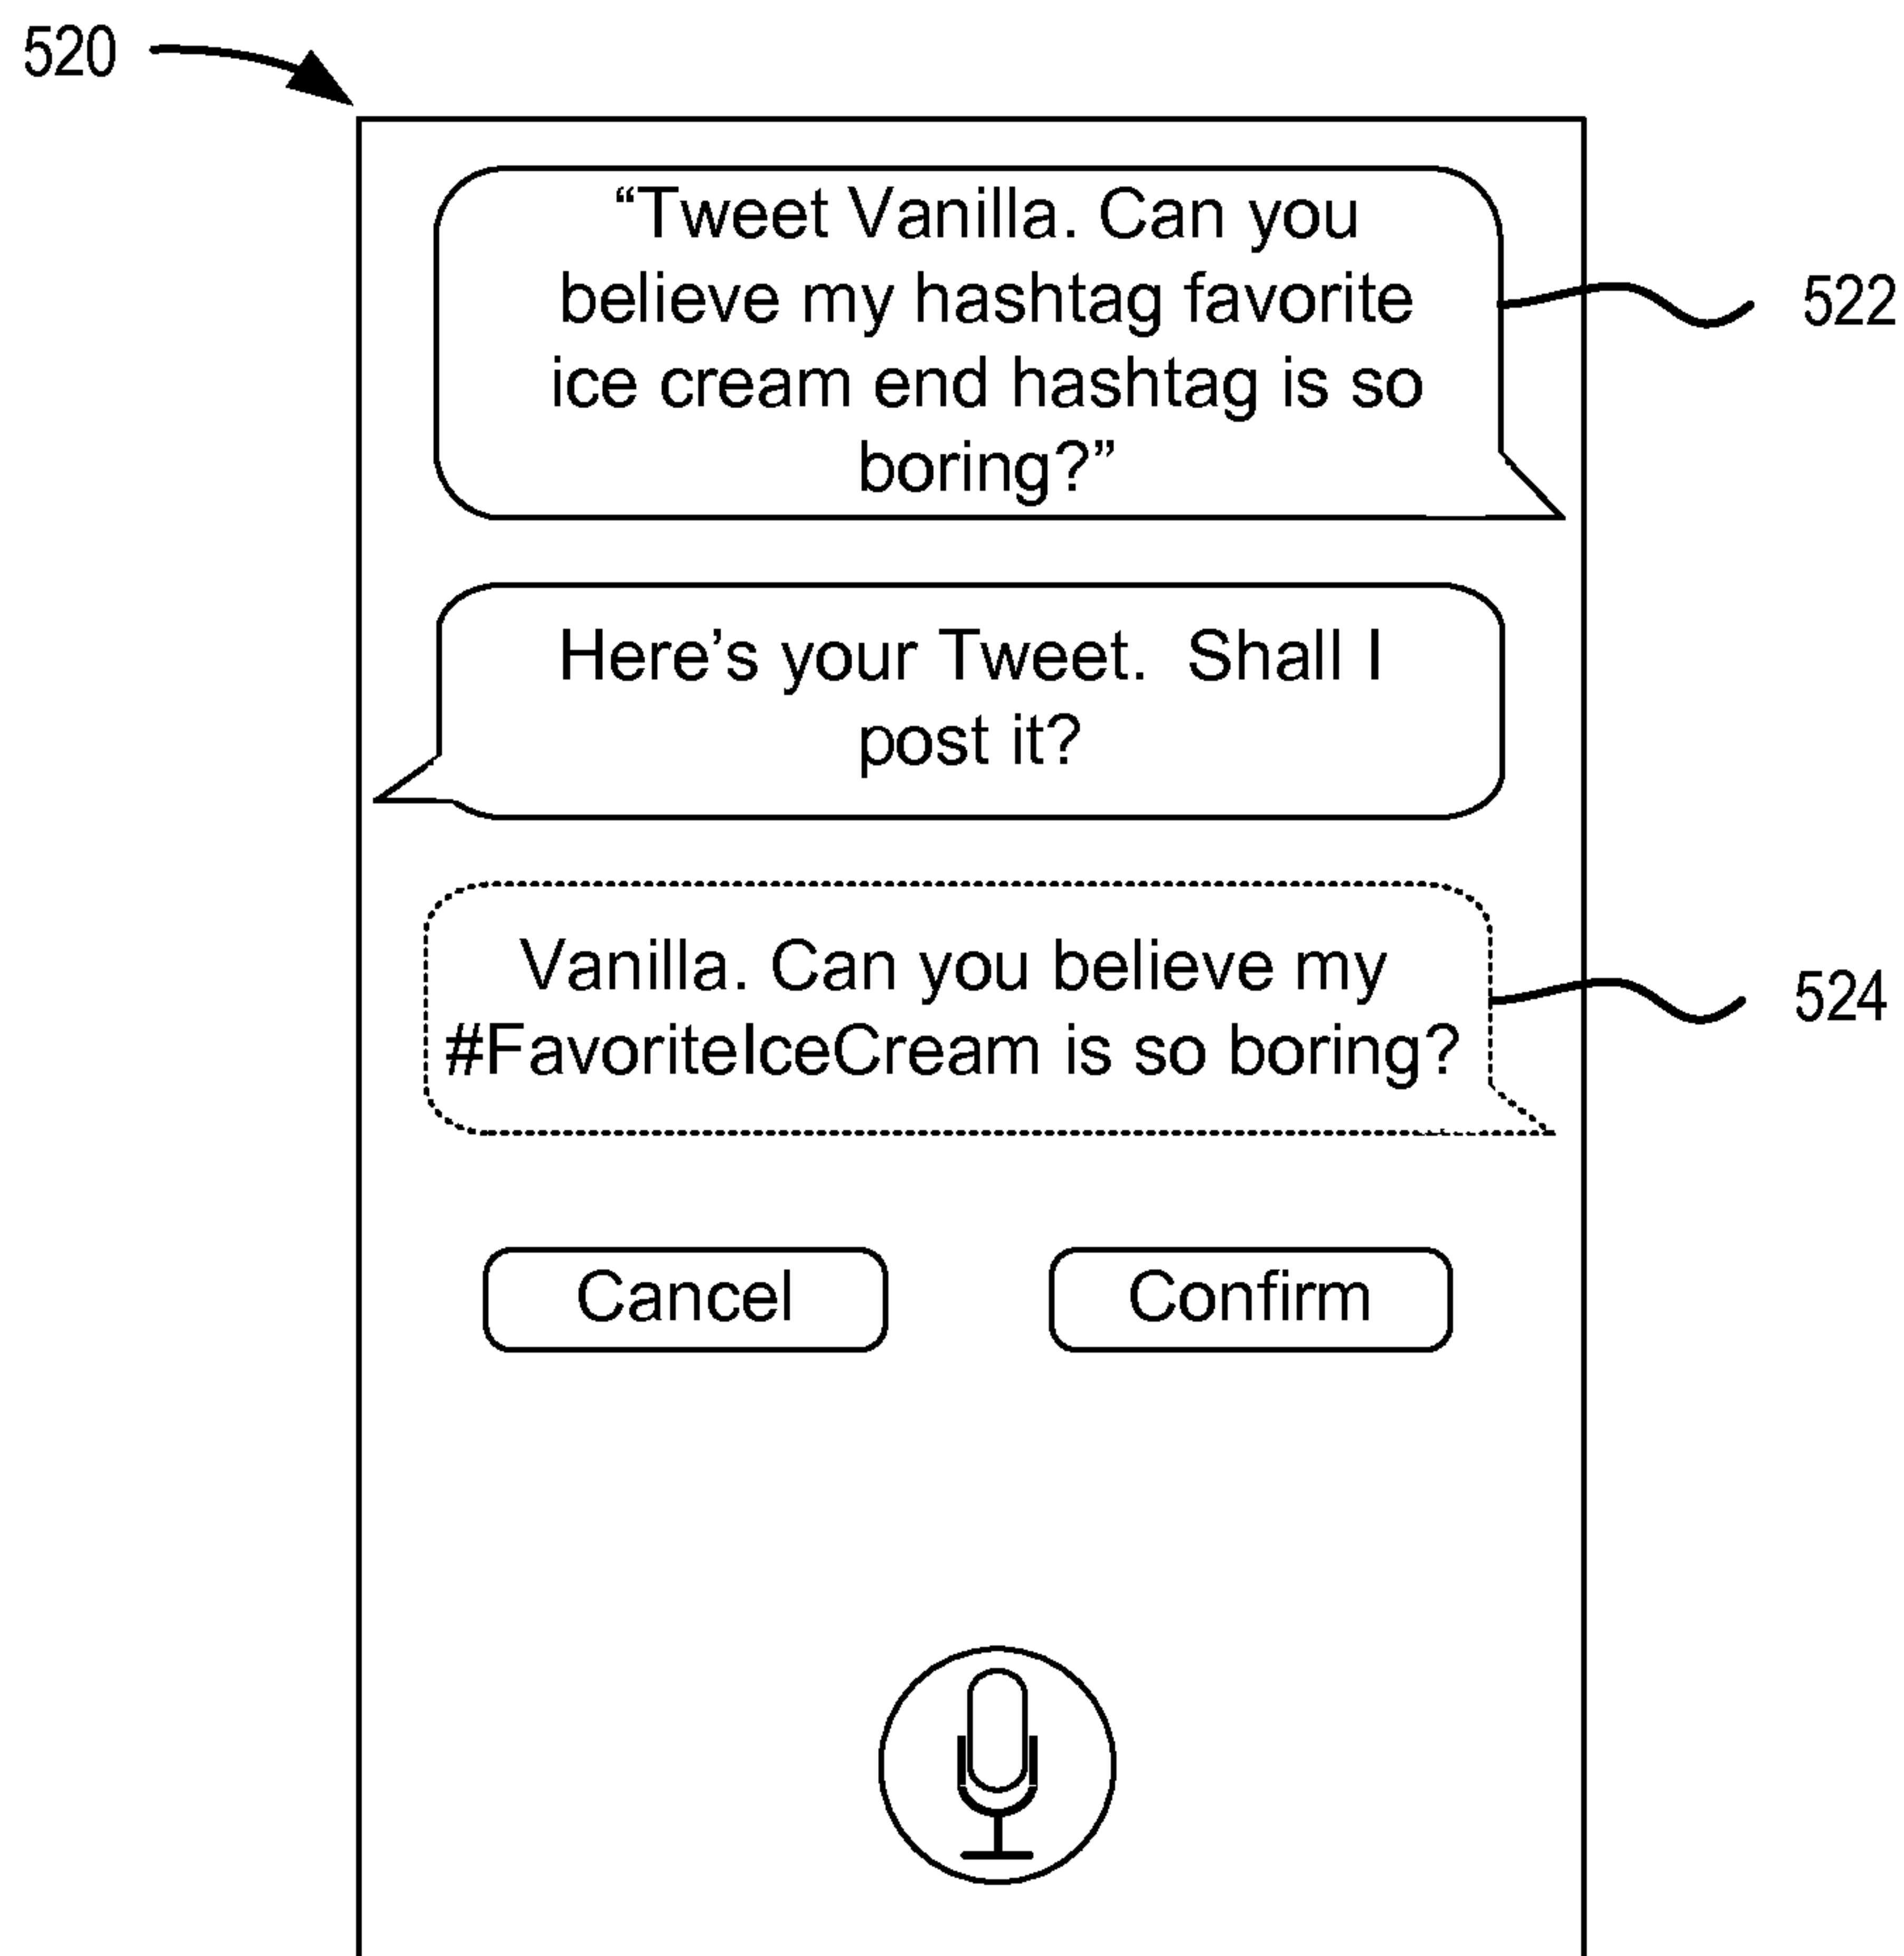 520
“Tweet Vanilla. Can you
believe my hashtag favorite
ice cream end hashtag is so
boring?”
522
Here’s your Tweet.  Shall I
post it?
Vanilla. Can you believe my
#FavoriteIceCream is so boring?
524
Cancel
Confirm